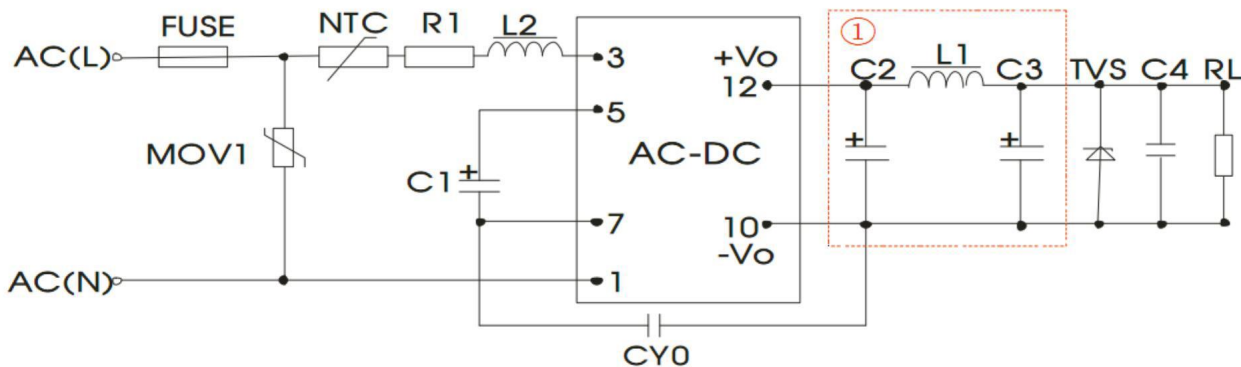 FUSE NTC R1 L2
AC(L)
MOV1
C1
AC(N)
3
5
7
1
AC-DC
+Vo
12
10
-Vo
①
C2 L1 C3 TVS C4 RL
+ + +
CY0